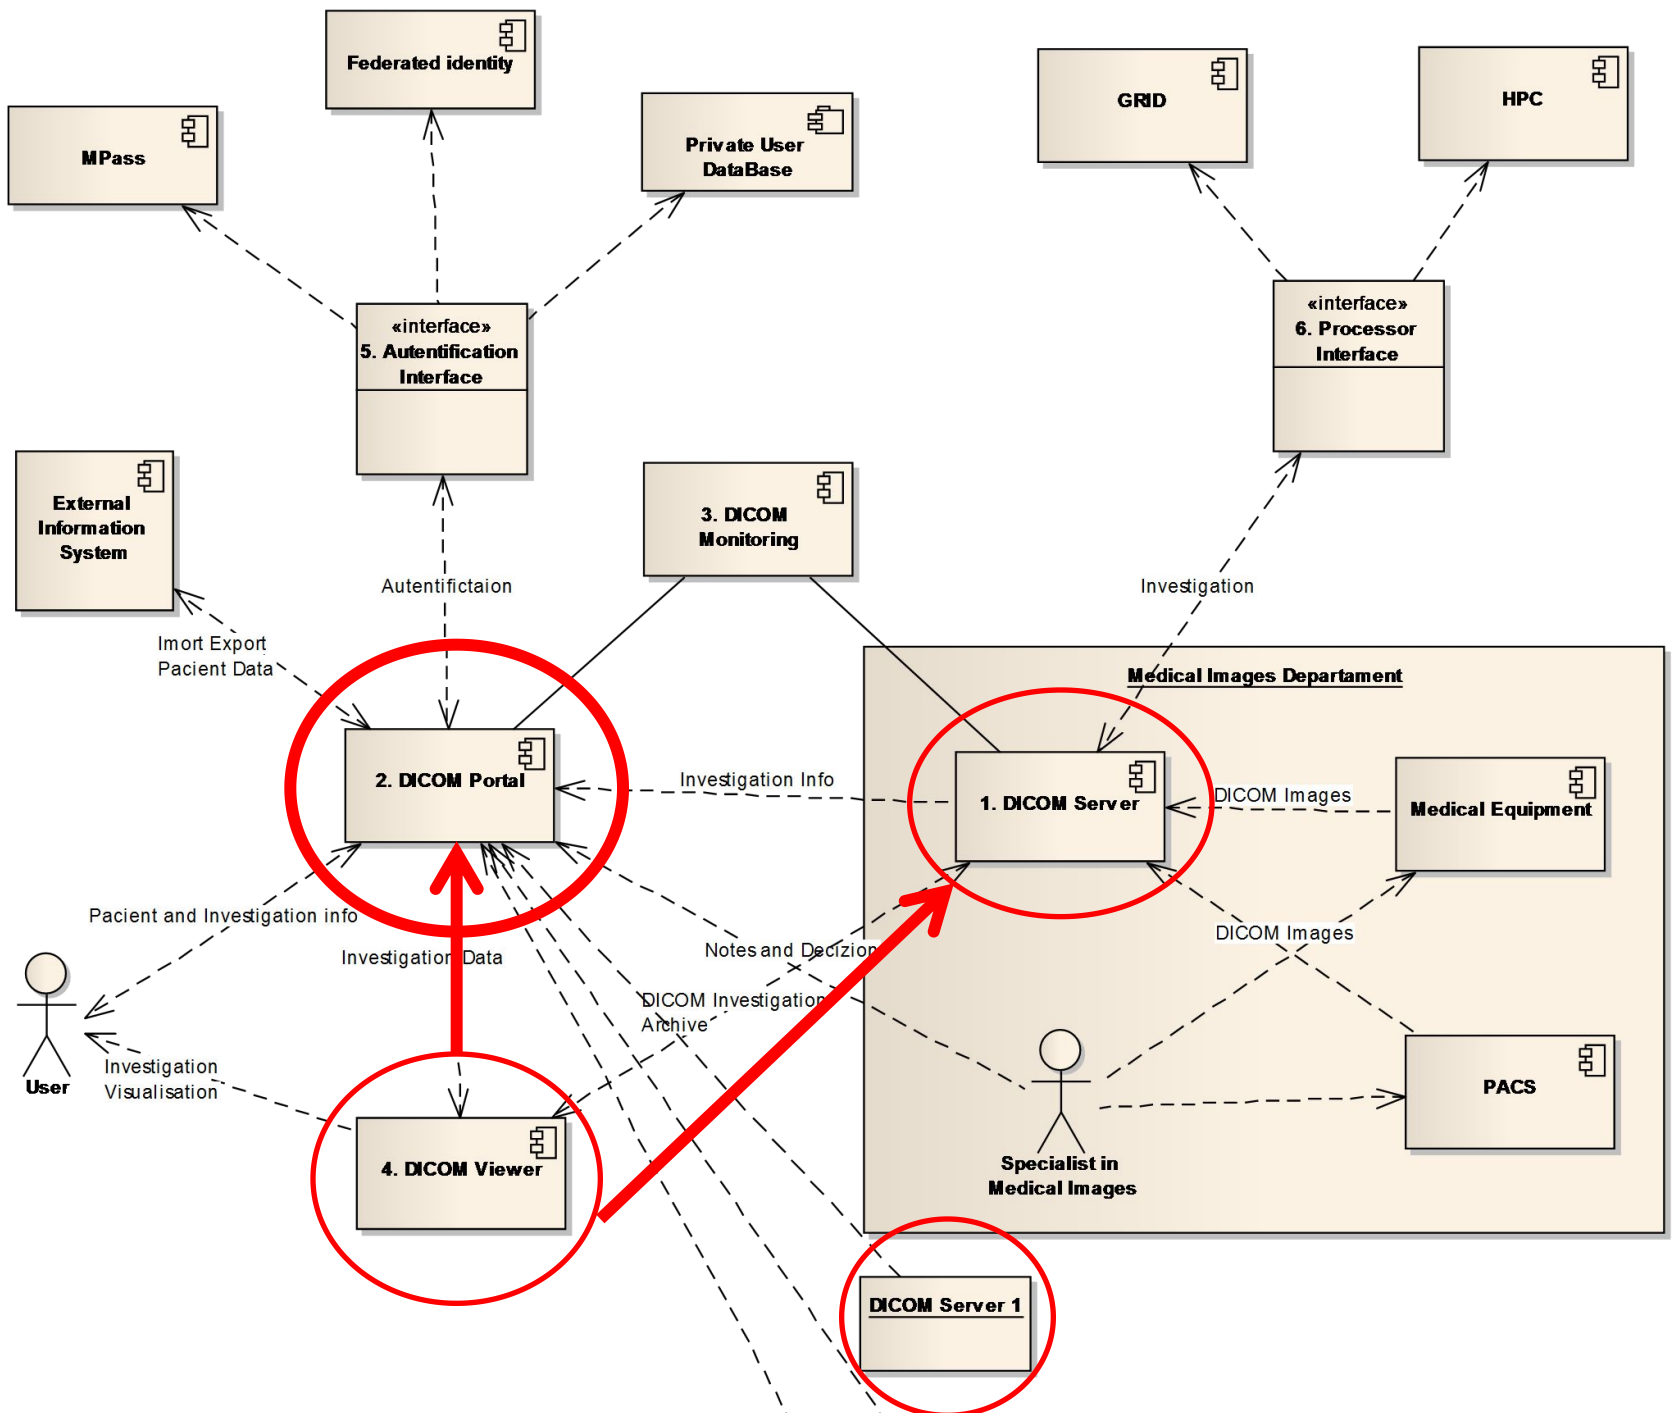 Federated identity
MPass
Private User
DataBase
GRID
HPC
«interface»
5. Autentification
Interface
«interface»
6. Processor
Interface
External
Information
System
3. DICOM
Monitoring
Autentifictaion
Investigation
Imort Export
Pacient Data
Medical Images Departament
2. DICOM Portal
Investigation Info
1. DICOM Server
DICOM Images
Medical Equipment
Pacient and Investigation info
Investigation Data
Notes and Decizion
DICOM Images
DICOM Investigation
Archive
User
Investigation
Visualisation
PACS
4. DICOM Viewer
Specialist in
Medical Images
DICOM Server 1